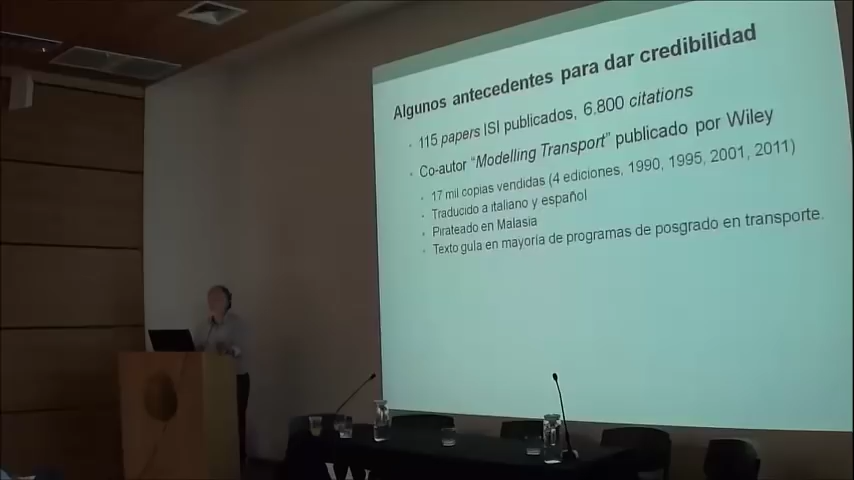 Algunos antecedentes para dar credibilidad
• 115 papers ISI publicados, 6.800 citations
• Co-autor "Modelling Transport" publicado por Wiley
• 17 mil copias vendidas (4 ediciones, 1990, 1995, 2001, 2011)
• Traducido a italiano y español
• Pirateado en Malasia
• Texto guía en mayoría de programas de posgrado en transporte.